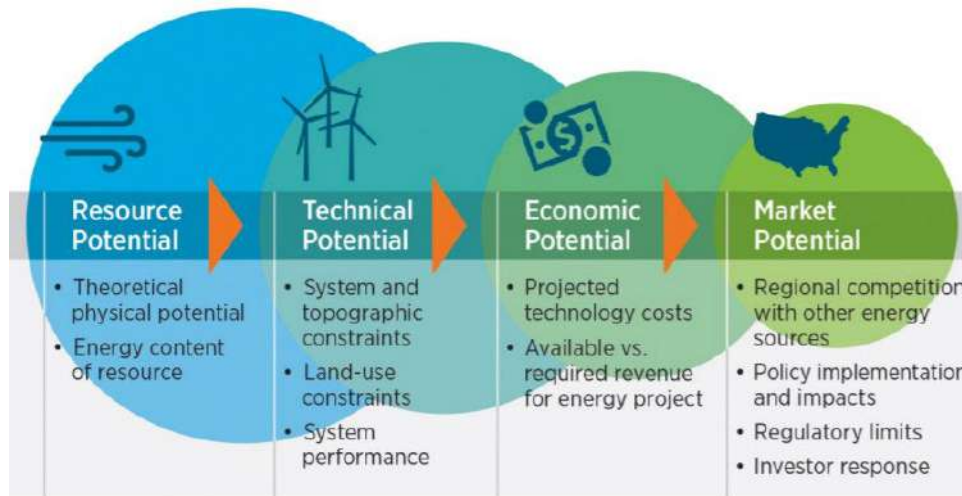 Resource
Potential
• Theoretical
physical potential
• Energy content
of resource
Technical
Potential
• System and
topographic
constraints
• Land-use
constraints
• System
performance
Economic
Potential
• Projected
technology costs
• Available vs.
required revenue
for energy project
Market
Potential
• Regional competition
with other energy
sources
• Policy implementation
and impacts
• Regulatory limits
• Investor response